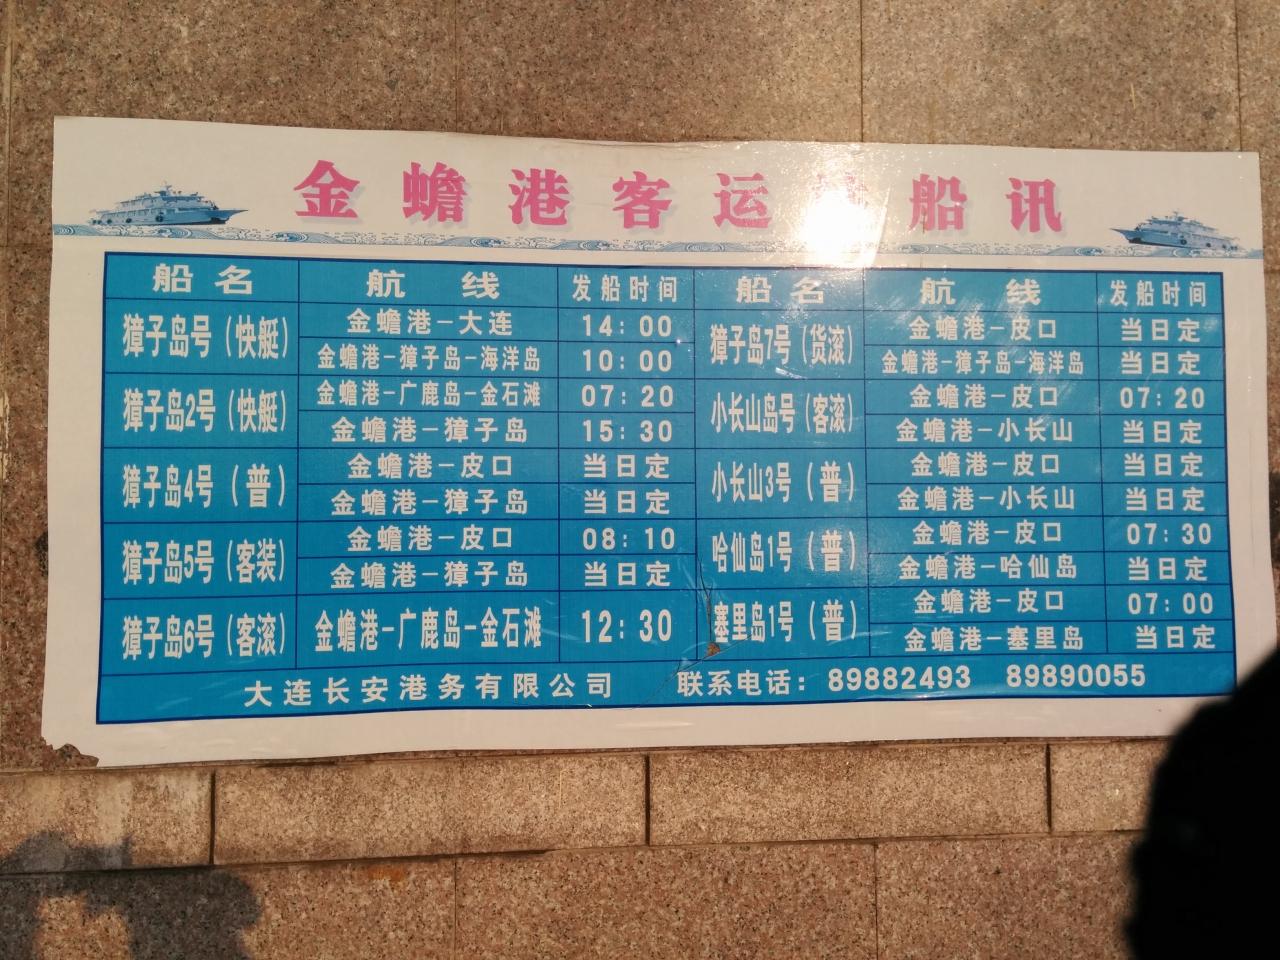 金蟾港客运 船讯
船名 航线 发船时间 船名 航线 发船时间
獐子岛号（快艇） 金蟾港-大连 14:00 獐子岛7号（货滚） 金蟾港-皮口 当日定
金蟾港-獐子岛-海洋岛 10:00 金蟾港-獐子岛-海洋岛 当日定
獐子岛2号（快艇） 金蟾港-广鹿岛-金石滩 07:20 小长山岛号（客滚） 金蟾港-皮口 07:20
金蟾港-獐子岛 15:30 金蟾港-小长山 当日定
獐子岛4号（普） 金蟾港-皮口 当日定 小长山3号（普） 金蟾港-皮口 当日定
金蟾港-獐子岛 当日定 金蟾港-小长山 当日定
獐子岛5号（客装） 金蟾港-皮口 08:10 哈仙岛1号（普） 金蟾港-皮口 07:30
金蟾港-獐子岛 当日定 金蟾港-哈仙岛 当日定
獐子岛6号（客滚） 金蟾港-广鹿岛-金石滩 12:30 塞里岛1号（普） 金蟾港-皮口 07:00
金蟾港-塞里岛 当日定
大连长安港务有限公司 联系电话：89882493 89890055